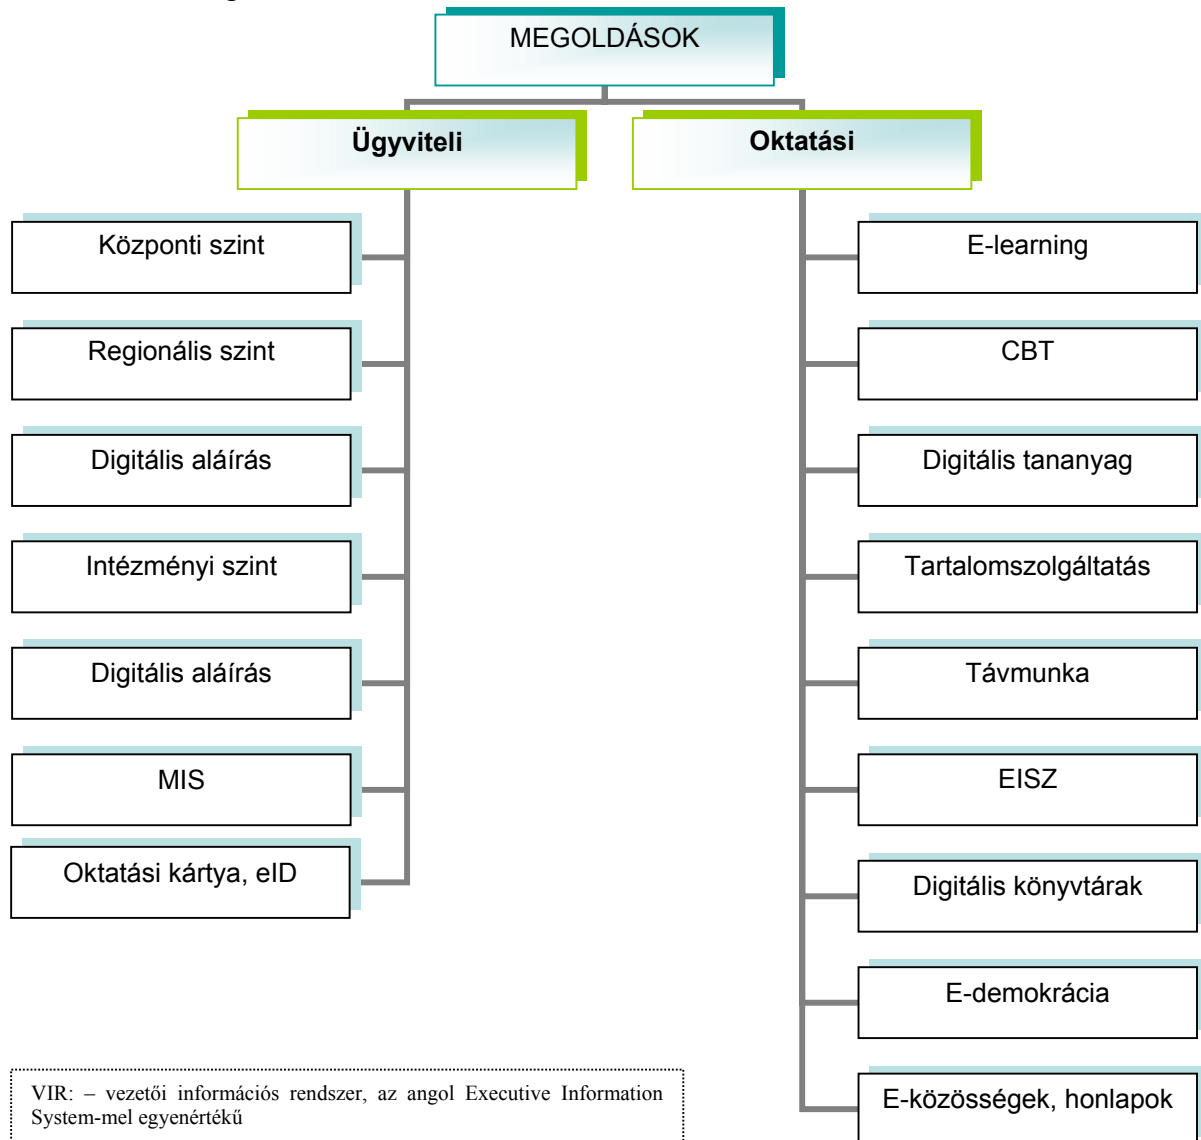 MEGOLDÁSOK
Ügyviteli
Központi szint
Regionális szint
Digitális aláírás
Intézményi szint
Digitális aláírás
MIS
Oktatási kártya, eID
Oktatási
E-learning
CBT
Digitális tananyag
Tartalomszolgáltatás
Távmunka
EISZ
Digitális könyvtárak
E-demokrácia
E-közösségek, honlapok
VIR: – vezetői információs rendszer, az angol Executive Information
System-mel egyenértékű